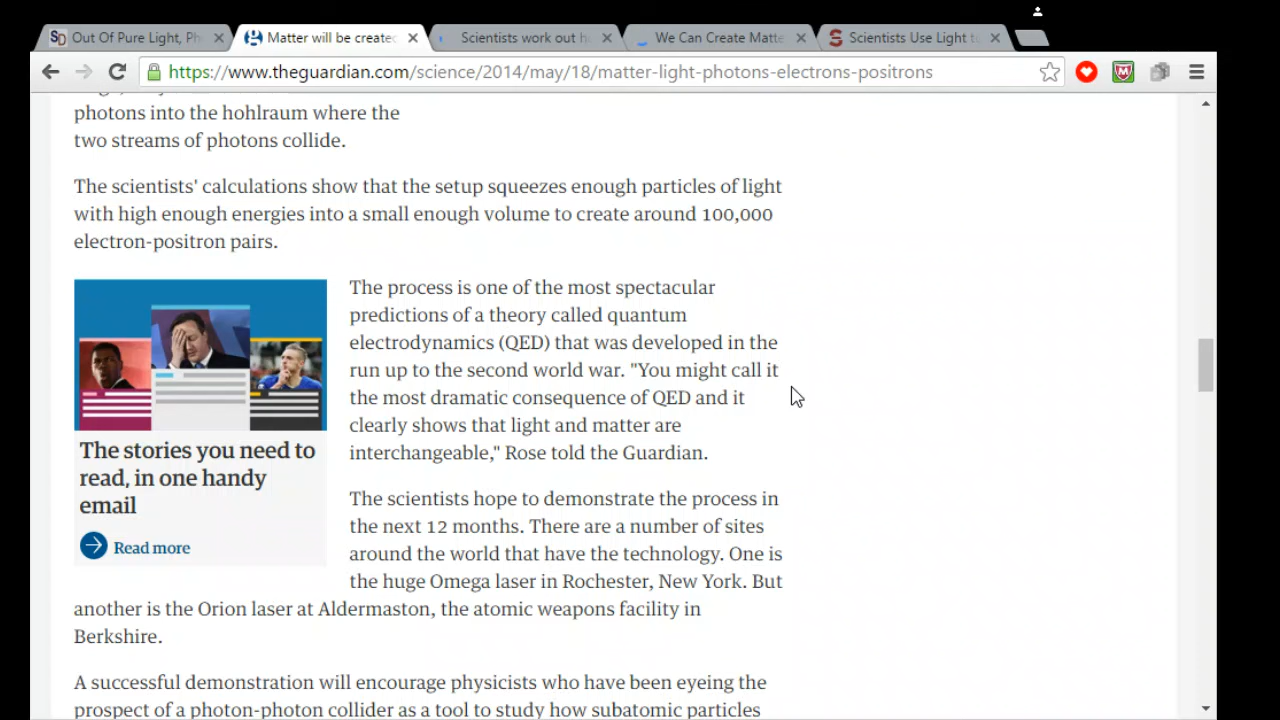 Out Of Pure Light, Ph
Matter will be created
Scientists work out h
We Can Create Matte
Scientists Use Light t
https://www.theguardian.com/science/2014/may/18/matter-light-photons-electrons-positrons
photons into the hohlraum where the
two streams of photons collide.
The scientists' calculations show that the setup squeezes enough particles of light
with high enough energies into a small enough volume to create around 100,000
electron-positron pairs.
The process is one of the most spectacular
predictions of a theory called quantum
electrodynamics (QED) that was developed in the
run up to the second world war. "You might call it
the most dramatic consequence of QED and it
clearly shows that light and matter are
interchangeable," Rose told the Guardian.
The stories you need to
read, in one handy
email
Read more
The scientists hope to demonstrate the process in
the next 12 months. There are a number of sites
around the world that have the technology. One is
the huge Omega laser in Rochester, New York. But
another is the Orion laser at Aldermaston, the atomic weapons facility in
Berkshire.
A successful demonstration will encourage physicists who have been eyeing the
prospect of a photon-photon collider as a tool to study how subatomic particles